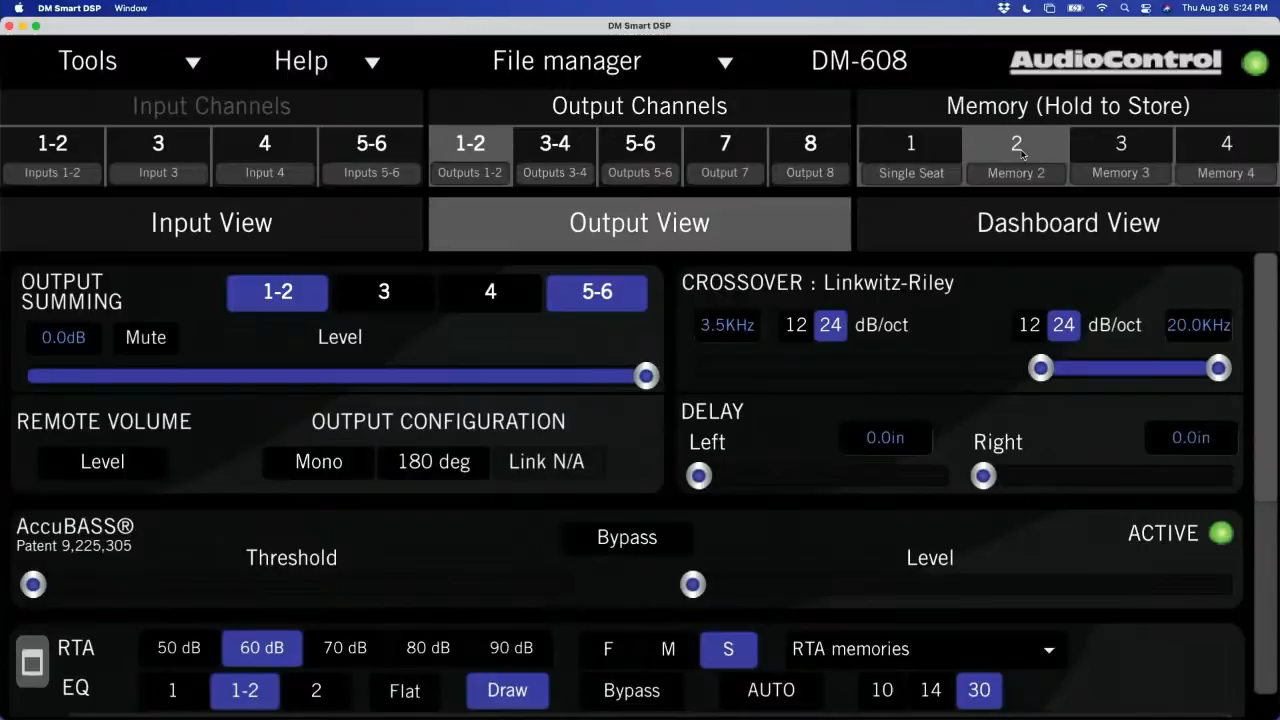 DM Smart DSP Window Thu Aug 26 5:24 PM
DM Smart DSP
Tools Help File manager DM-608 AudioControl
Input Channels Output Channels Memory (Hold to Store)
1-2 3 4 5-6 1-2 3-4 5-6 7 8 1 2 3 4
Inputs 1-2 Input 3 Input 4 Inputs 5-6 Outputs 1-2 Outputs 3-4 Outputs 5-6 Output 7 Output 8 Single Seat Memory 2 Memory 3 Memory 4
Input View Output View Dashboard View
OUTPUT
SUMMING
1-2 3 4 5-6
0.0dB Mute Level
CROSSOVER : Linkwitz-Riley
3.5KHz 12 24 dB/oct 12 24 dB/oct 20.0KHz
REMOTE VOLUME OUTPUT CONFIGURATION
Level Mono 180 deg Link N/A
DELAY
Left 0.0in Right 0.0in
AccuBASS®
Patent 9,225,305
Threshold Bypass Level ACTIVE
RTA 50 dB 60 dB 70 dB 80 dB 90 dB F M S RTA memories
EQ 1 1-2 2 Flat Draw Bypass AUTO 10 14 30